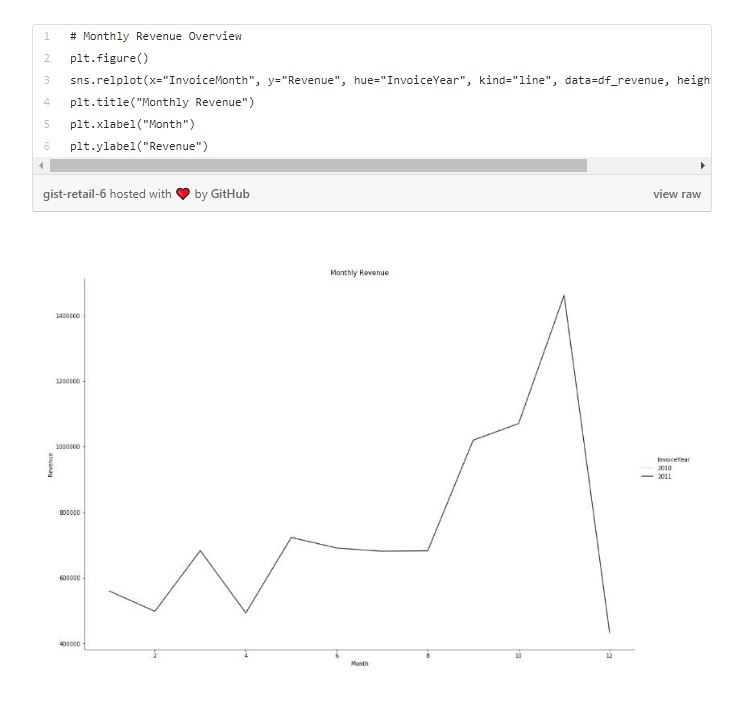 1 # Monthly Revenue Overview
2 plt.figure()
3 sns.relplot(x="InvoiceMonth", y="Revenue", hue="InvoiceYear", kind="line", data=df_revenue, heigh
4 plt.title("Monthly Revenue")
5 plt.xlabel("Month")
6 plt.ylabel("Revenue")
gist-retail-6 hosted with ❤ by GitHub view raw
Monthly Revenue
1400000
1200000
1000000
800000
600000
400000
Revenue
2 4 6 8 10 12
Month
InvoiceYear
2010
2011